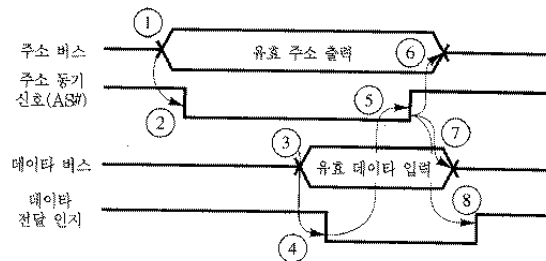 ①
주소 버스
유효 주소 출력
⑥
주소 동기
신호(AS#)
②
⑤
③
⑦
데이타 버스
유효 데이타 입력
데이타
전달 인지
④
⑧